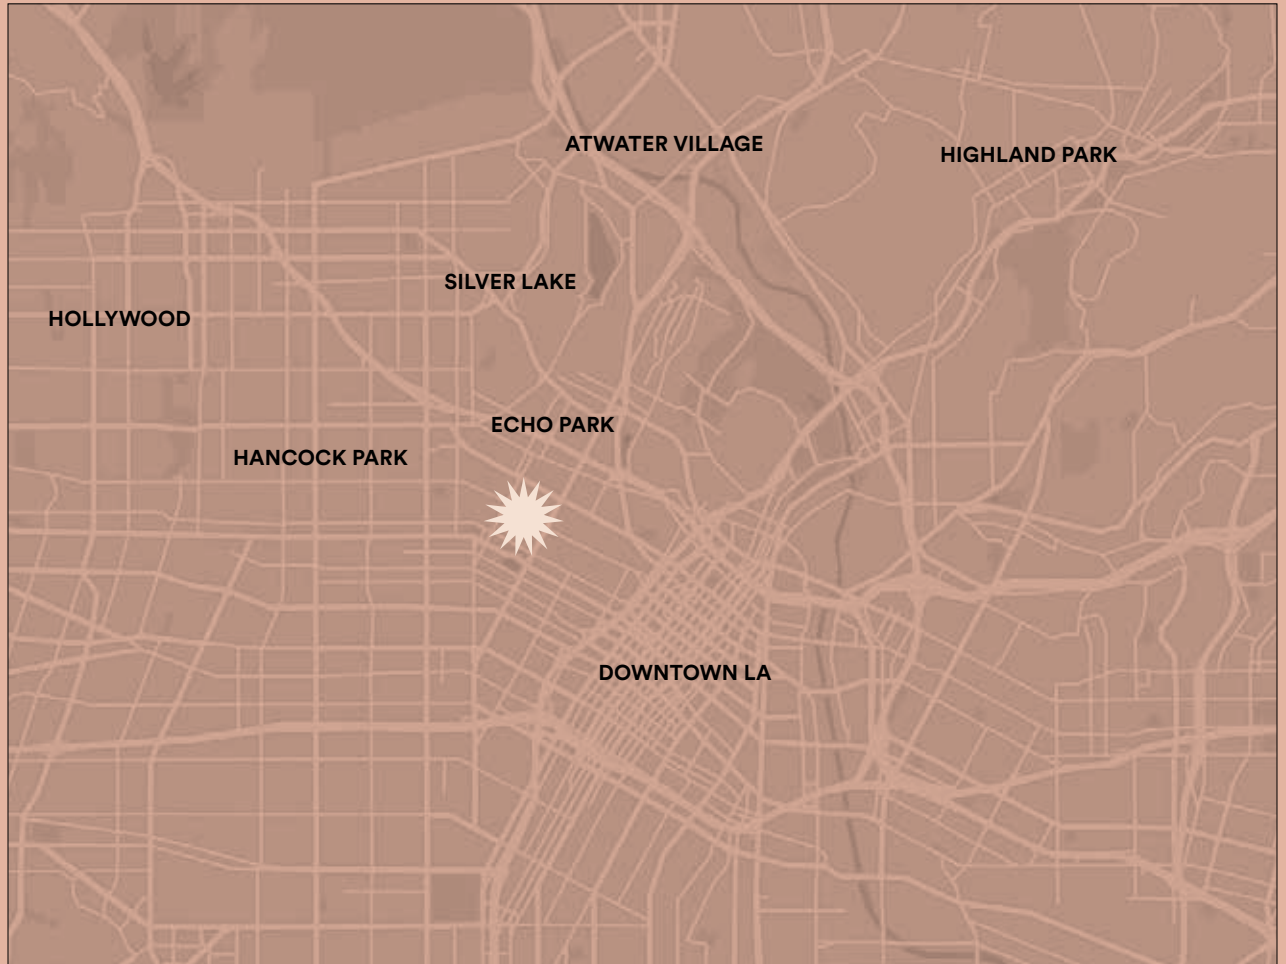 ATWATER VILLAGE
HIGHLAND PARK
SILVER LAKE
HOLLYWOOD
ECHO PARK
HANCOCK PARK
DOWNTOWN LA